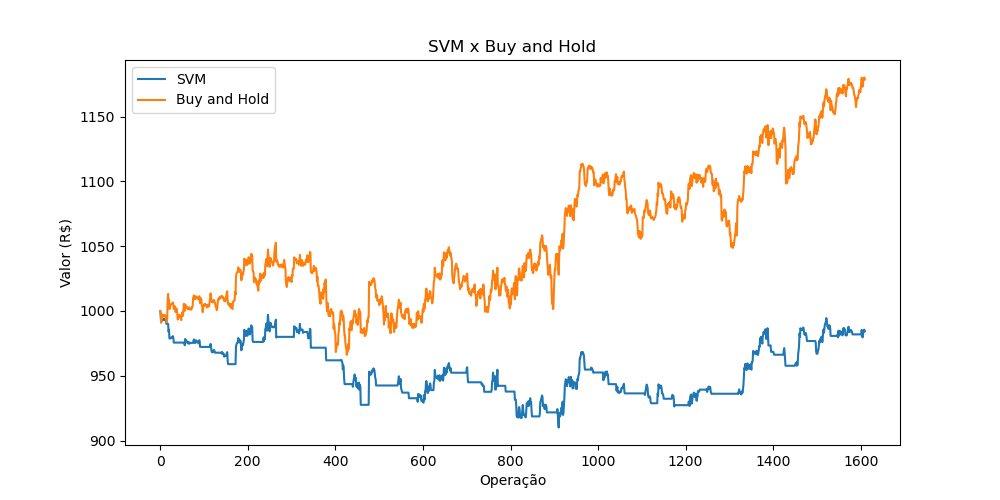 SVM x Buy and Hold
SVM
Buy and Hold
Valor (R$)
1150
1100
1050
1000
950
900
0 200 400 600 800 1000 1200 1400 1600
Operação